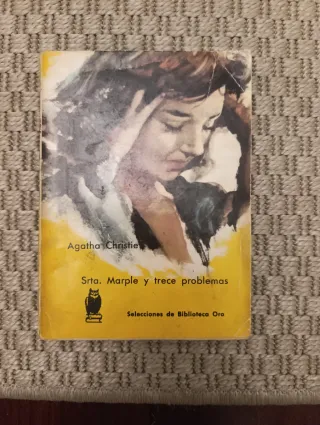 Agatha Christie
Srta. Marple y trece problemas
Selecciones de Biblioteca Oro